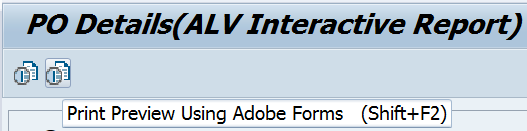 PO Details(ALV Interactive Report)
Print Preview Using Adobe Forms (Shift+F2)